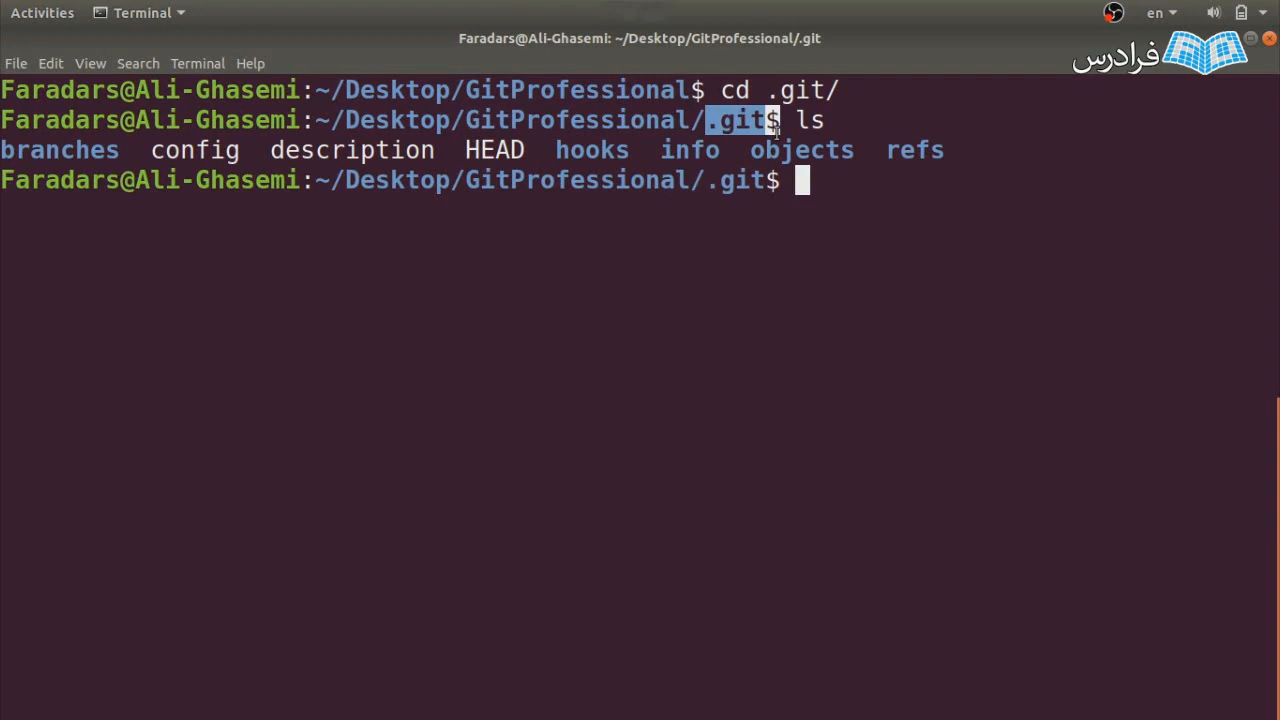 Activities Terminal en
Faradars@Ali-Ghasemi: ~/Desktop/GitProfessional/.git
فرادرس
File Edit View Search Terminal Help
Faradars@Ali-Ghasemi:~/Desktop/GitProfessional$ cd .git/
Faradars@Ali-Ghasemi:~/Desktop/GitProfessional/.git$ ls
branches config description HEAD hooks info objects refs
Faradars@Ali-Ghasemi:~/Desktop/GitProfessional/.git$